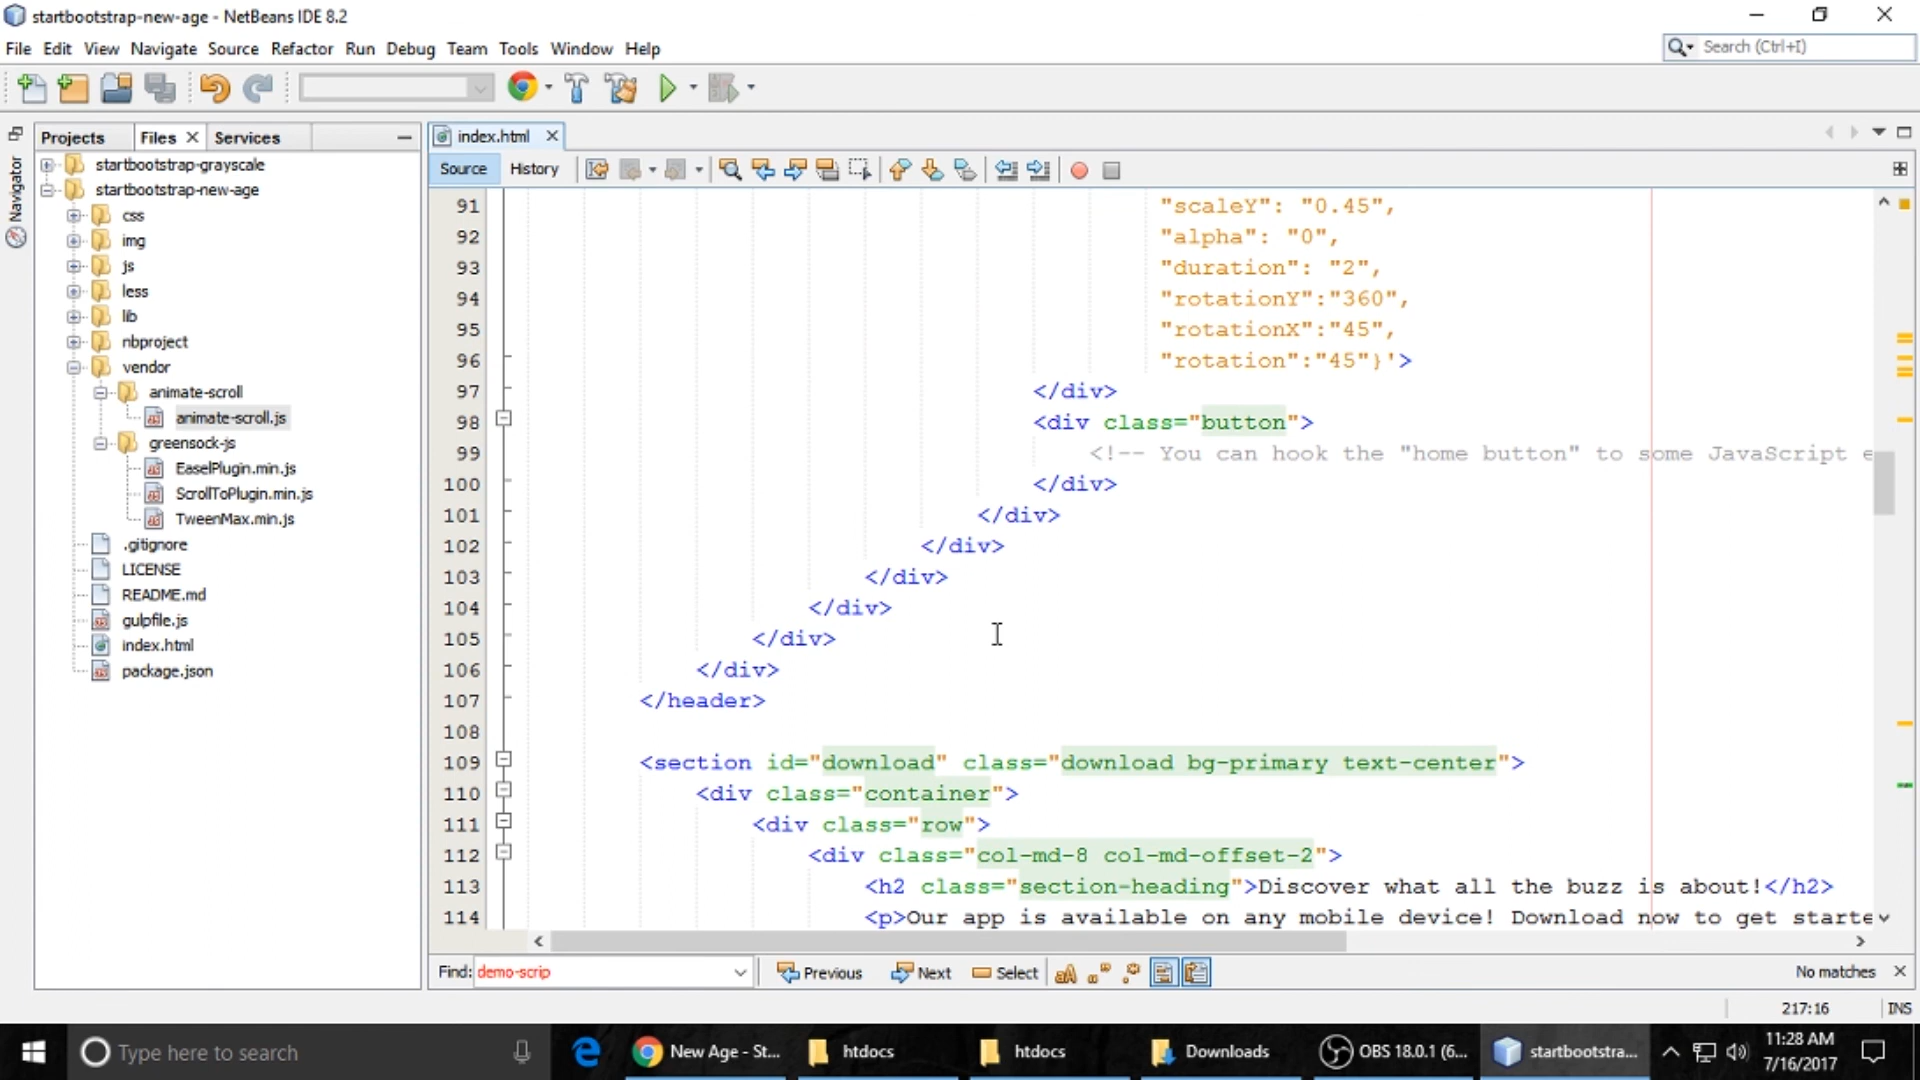 startbootstrap-new-age - NetBeans IDE 8.2
File Edit View Navigate Source Refactor Run Debug Team Tools Window Help
Search (Ctrl+I)
Projects Files Services
index.html
Navigator
Source History
startbootstrap-grayscale
startbootstrap-new-age
css
img
js
less
lib
nbproject
vendor
animate-scroll
animate-scroll.js
greensock-js
EaselPlugin.min.js
ScrollToPlugin.min.js
TweenMax.min.js
.gitignore
LICENSE
README.md
gulpfile.js
index.html
package.json
91 "scaleY": "0.45",
92 "alpha": "0",
93 "duration": "2",
94 "rotationY":"360",
95 "rotationX":"45",
96 "rotation":"45"}'>
97 </div>
98 <div class="button">
99 <!-- You can hook the "home button" to some JavaScript e
100 </div>
101 </div>
102 </div>
103 </div>
104 </div>
105 </div>
106 </div>
107 </header>
108
109 <section id="download" class="download bg-primary text-center">
110 <div class="container">
111 <div class="row">
112 <div class="col-md-8 col-md-offset-2">
113 <h2 class="section-heading">Discover what all the buzz is about!</h2>
114 <p>Our app is available on any mobile device! Download now to get starte
Find: demo-scrip Previous Next Select aA No matches
217:16 INS
Type here to search
New Age - St...
htdocs
htdocs
Downloads
OBS 18.0.1 (6...
startbootstra...
11:28 AM
7/16/2017